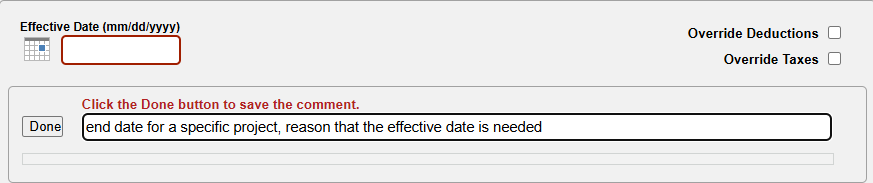 Effective Date (mm/dd/yyyy)
Override Deductions
Override Taxes
Click the Done button to save the comment.
Done
end date for a specific project, reason that the effective date is needed